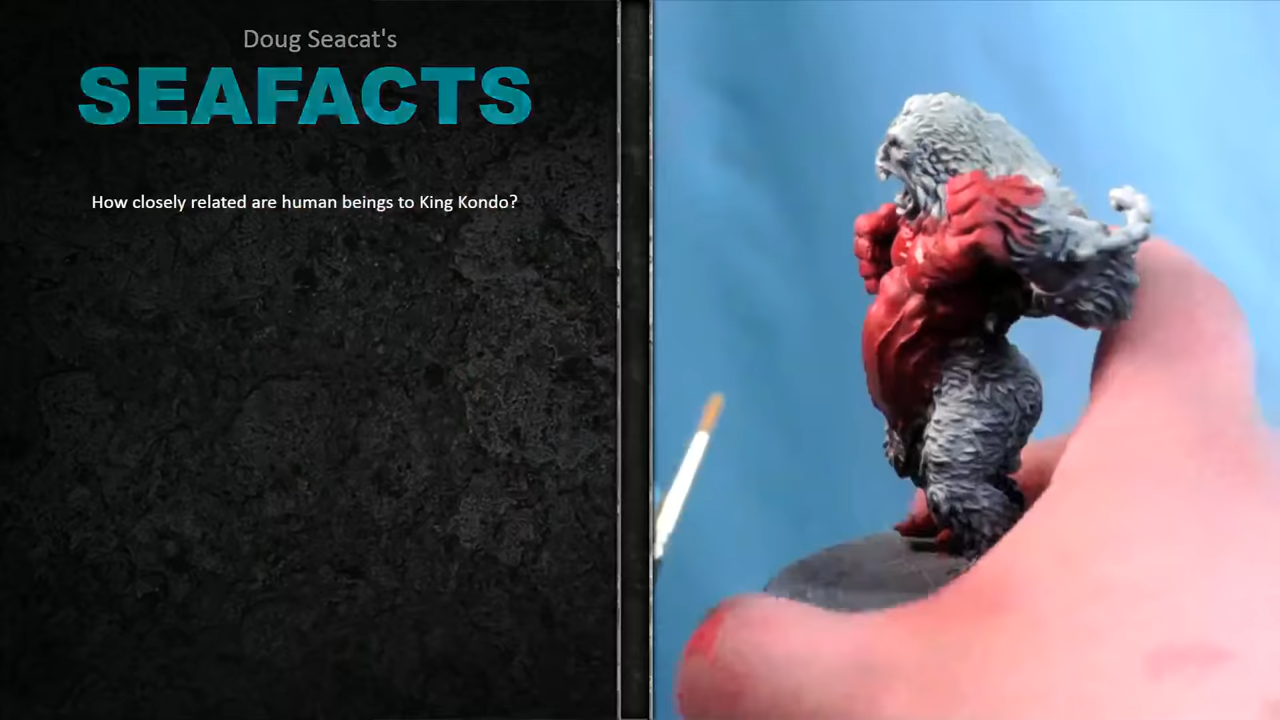 Doug Seacat's
SEAFACTS
How closely related are human beings to King Kondo?